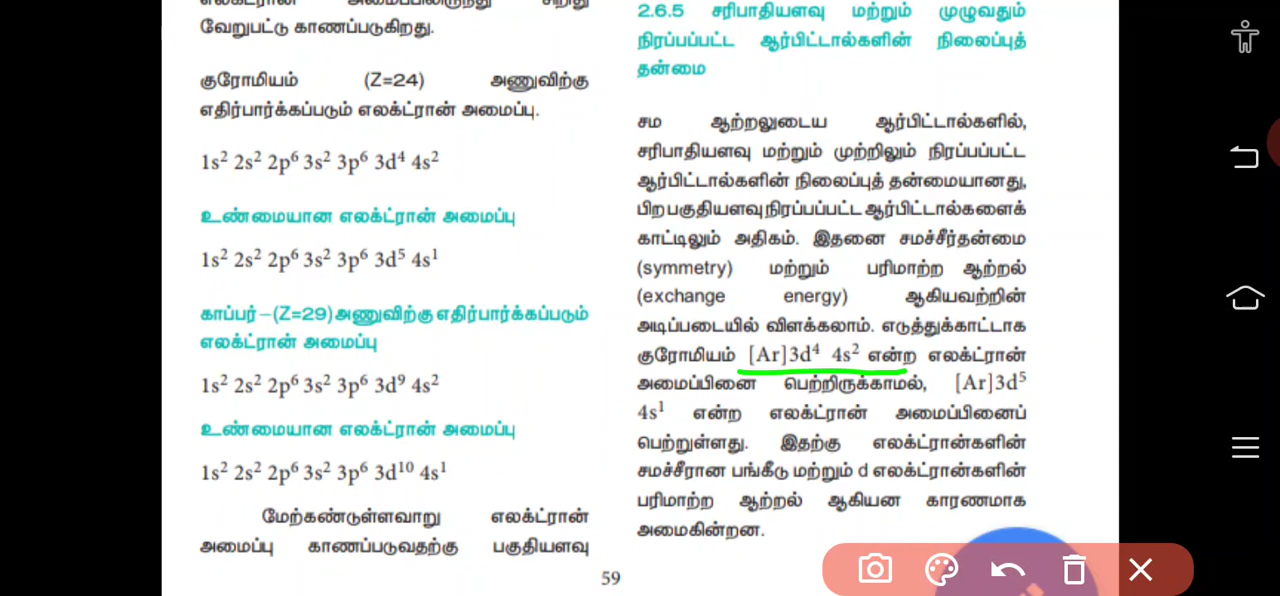 வேறுபட்டு காணப்படுகிறது.
குரோமியம் (Z=24) அணுவிற்கு
எதிர்பார்க்கப்படும் எலக்ட்ரான் அமைப்பு.
1s² 2s² 2p⁶ 3s² 3p⁶ 3d⁴ 4s²
உண்மையான எலக்ட்ரான் அமைப்பு
1s² 2s² 2p⁶ 3s² 3p⁶ 3d⁵ 4s¹
காப்பர் –(Z=29)அணுவிற்கு எதிர்பார்க்கப்படும்
எலக்ட்ரான் அமைப்பு
1s² 2s² 2p⁶ 3s² 3p⁶ 3d⁹ 4s²
உண்மையான எலக்ட்ரான் அமைப்பு
1s² 2s² 2p⁶ 3s² 3p⁶ 3d¹⁰ 4s¹
மேற்கண்டுள்ளவாறு எலக்ட்ரான்
அமைப்பு காணப்படுவதற்கு பகுதியளவு
2.6.5 சரிபாதியளவு மற்றும் முழுவதும்
நிரப்பப்பட்ட ஆர்பிட்டால்களின் நிலைப்புத்
தன்மை
சம ஆற்றலுடைய ஆர்பிட்டால்களில்,
சரிபாதியளவு மற்றும் முற்றிலும் நிரப்பப்பட்ட
ஆர்பிட்டால்களின் நிலைப்புத் தன்மையானது,
பிற பகுதியளவு நிரப்பப்பட்ட ஆர்பிட்டால்களைக்
காட்டிலும் அதிகம். இதனை சமச்சீர்தன்மை
(symmetry) மற்றும் பரிமாற்ற ஆற்றல்
(exchange energy) ஆகியவற்றின்
அடிப்படையில் விளக்கலாம். எடுத்துக்காட்டாக
குரோமியம் [Ar]3d⁴ 4s² என்ற எலக்ட்ரான்
அமைப்பினை பெற்றிருக்காமல், [Ar]3d⁵
4s¹ என்ற எலக்ட்ரான் அமைப்பினைப்
பெற்றுள்ளது. இதற்கு எலக்ட்ரான்களின்
சமச்சீரான பங்கீடு மற்றும் d எலக்ட்ரான்களின்
பரிமாற்ற ஆற்றல் ஆகியன காரணமாக
அமைகின்றன.
59